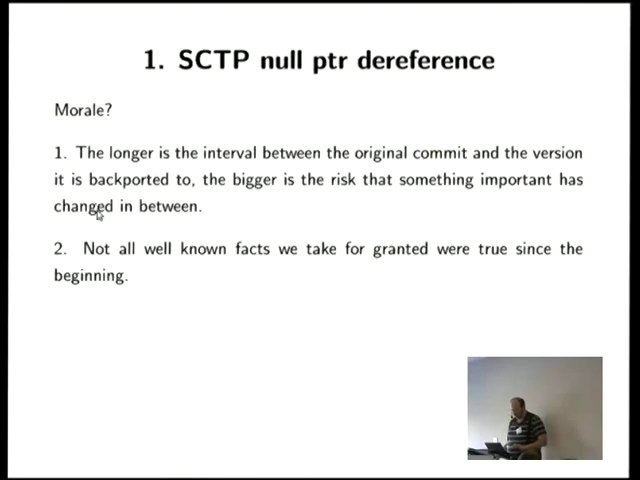 1. SCTP null ptr dereference
Morale?
1. The longer is the interval between the original commit and the version
it is backported to, the bigger is the risk that something important has
changed in between.
2. Not all well known facts we take for granted were true since the
beginning.